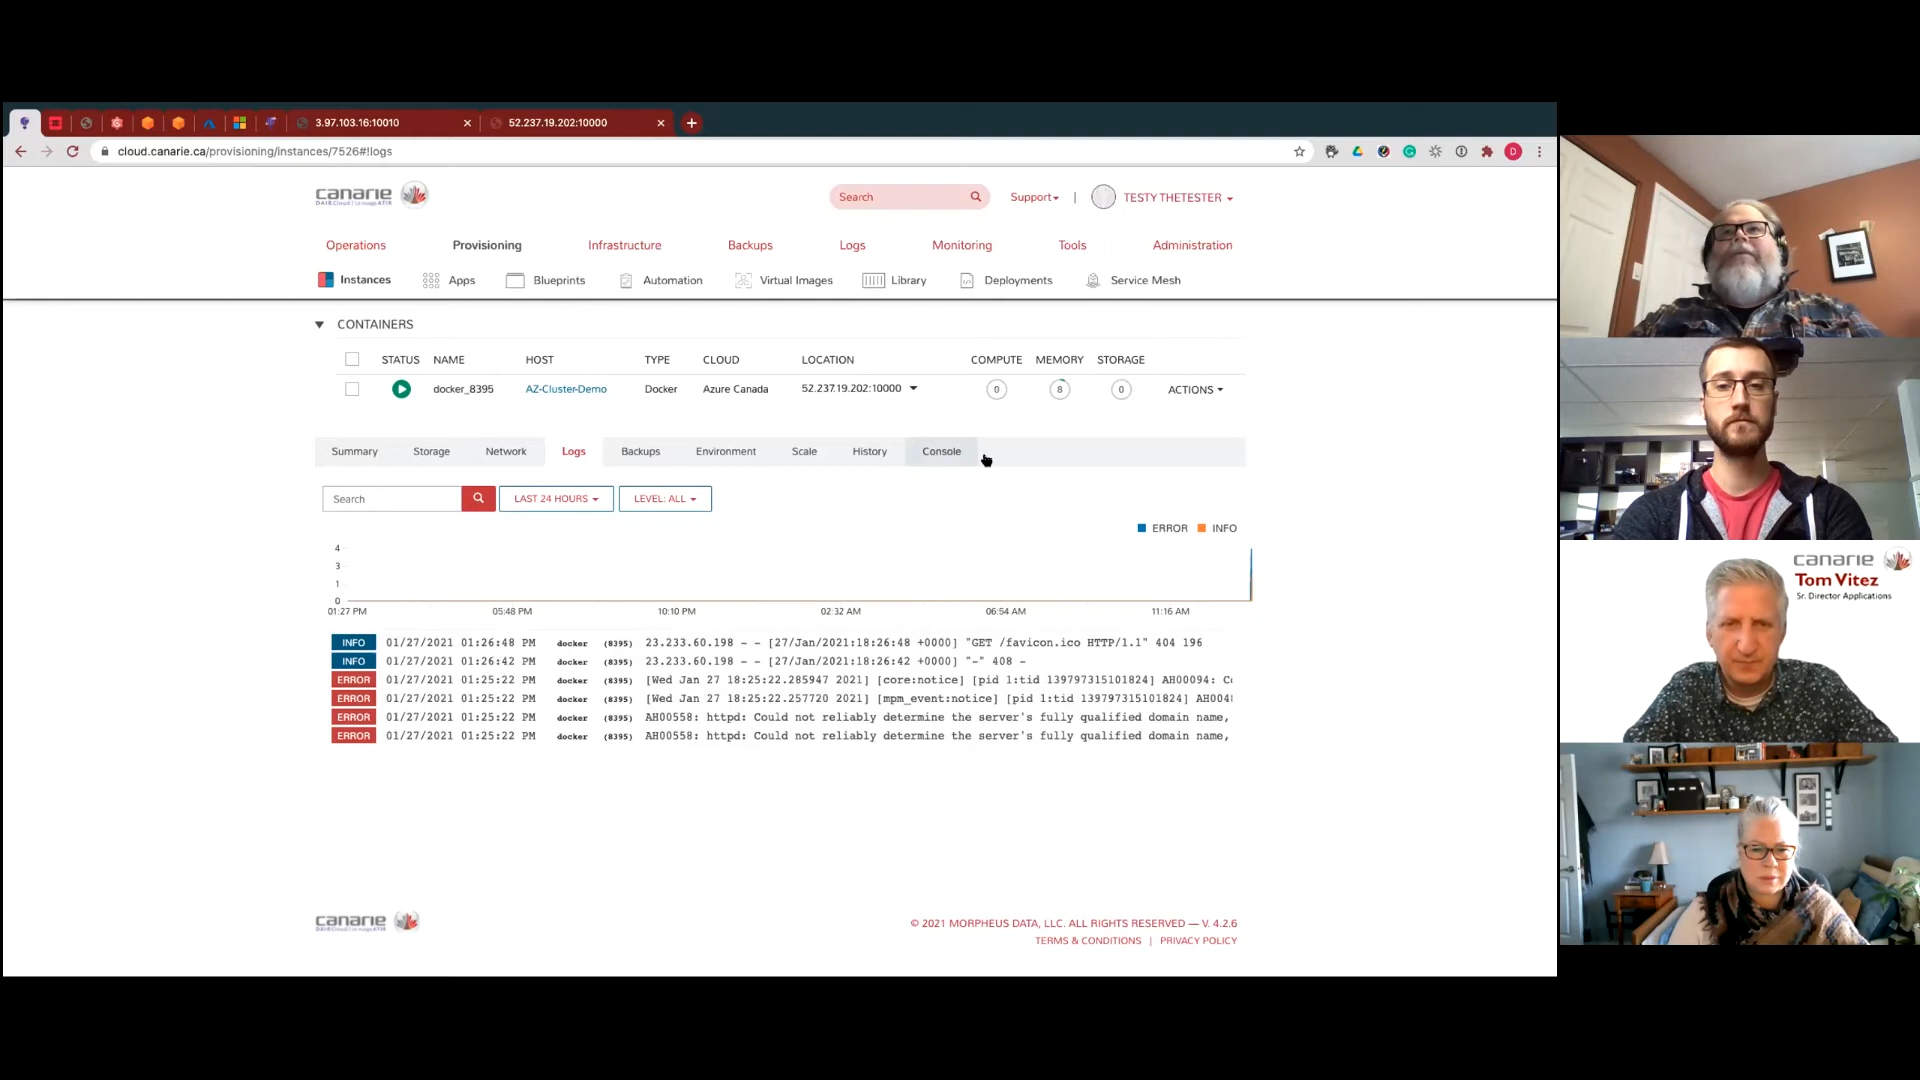 3.97.103.16:10010
52.237.19.202:10000
cloud.canarie.ca/provisioning/instances/7526#!logs
D
canarie
Search
Support
|
TESTY THETESTER
Operations
Provisioning
Infrastructure
Backups
Logs
Monitoring
Tools
Administration
Instances
Apps
Blueprints
Automation
Virtual Images
Library
Deployments
Service Mesh
CONTAINERS
STATUS NAME HOST TYPE CLOUD LOCATION COMPUTE MEMORY STORAGE
docker_8395 AZ-Cluster-Demo Docker Azure Canada 52.237.19.202:10000 0 8 0 ACTIONS
Summary Storage Network Logs Backups Environment Scale History Console
Search LAST 24 HOURS LEVEL: ALL
ERROR INFO
4
3
1
0
01:27 PM 05:48 PM 10:10 PM 02:32 AM 06:54 AM 11:16 AM
INFO 01/27/2021 01:26:48 PM docker (8395) 23.233.60.198 - - [27/Jan/2021:18:26:48 +0000] "GET /favicon.ico HTTP/1.1" 404 196
INFO 01/27/2021 01:26:42 PM docker (8395) 23.233.60.198 - - [27/Jan/2021:18:26:42 +0000] "-" 408 -
ERROR 01/27/2021 01:25:22 PM docker (8395) [Wed Jan 27 18:25:22.285947 2021] [core:notice] [pid 1:tid 139797315101824] AH00094: Co
ERROR 01/27/2021 01:25:22 PM docker (8395) [Wed Jan 27 18:25:22.257720 2021] [mpm_event:notice] [pid 1:tid 139797315101824] AH0048
ERROR 01/27/2021 01:25:22 PM docker (8395) AH00558: httpd: Could not reliably determine the server's fully qualified domain name,
ERROR 01/27/2021 01:25:22 PM docker (8395) AH00558: httpd: Could not reliably determine the server's fully qualified domain name,
canarie
© 2021 MORPHEUS DATA, LLC. ALL RIGHTS RESERVED — V. 4.2.6
TERMS & CONDITIONS | PRIVACY POLICY
canarie
Tom Vitez
Sr. Director Applications